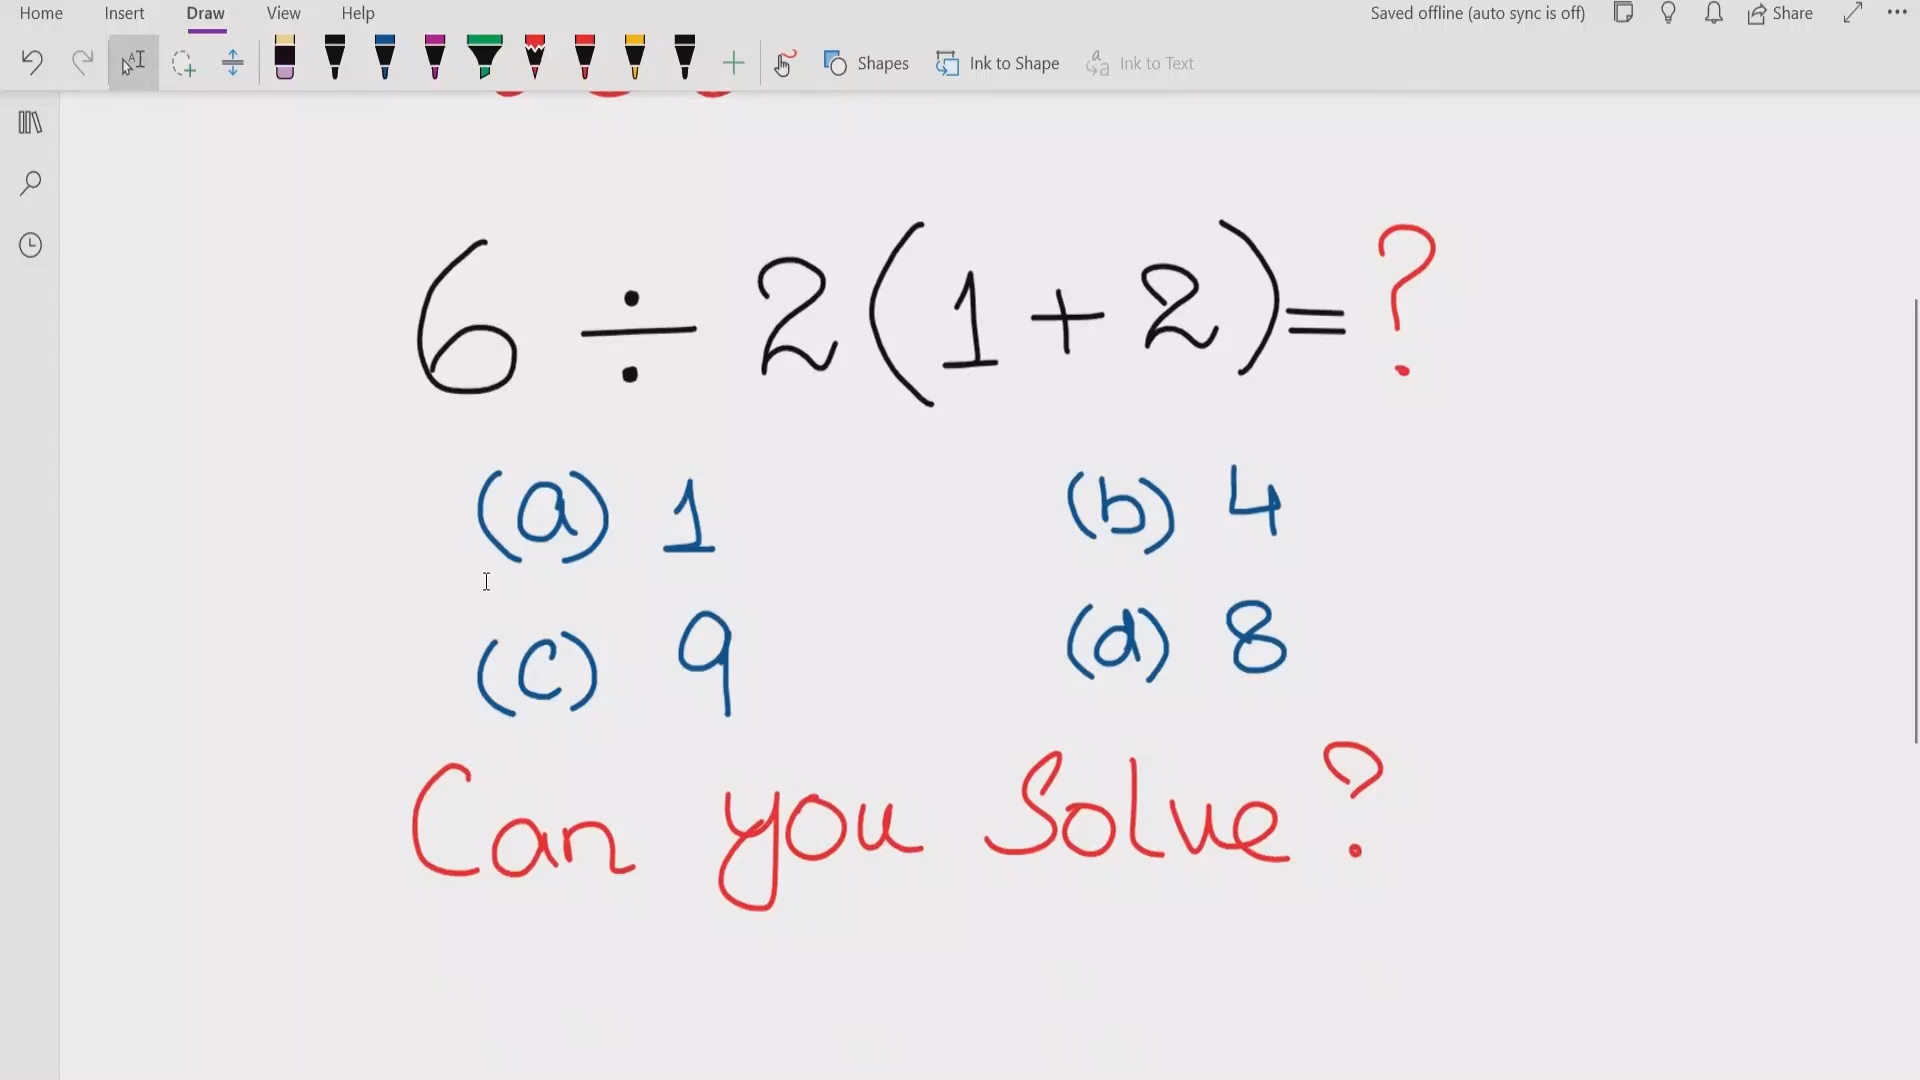 Home Insert Draw View Help Saved offline (auto sync is off) Share
Shapes Ink to Shape Ink to Text
6 ÷ 2(1+2)=?
(a) 1 (b) 4
(c) 9 (d) 8
Can you Solve?